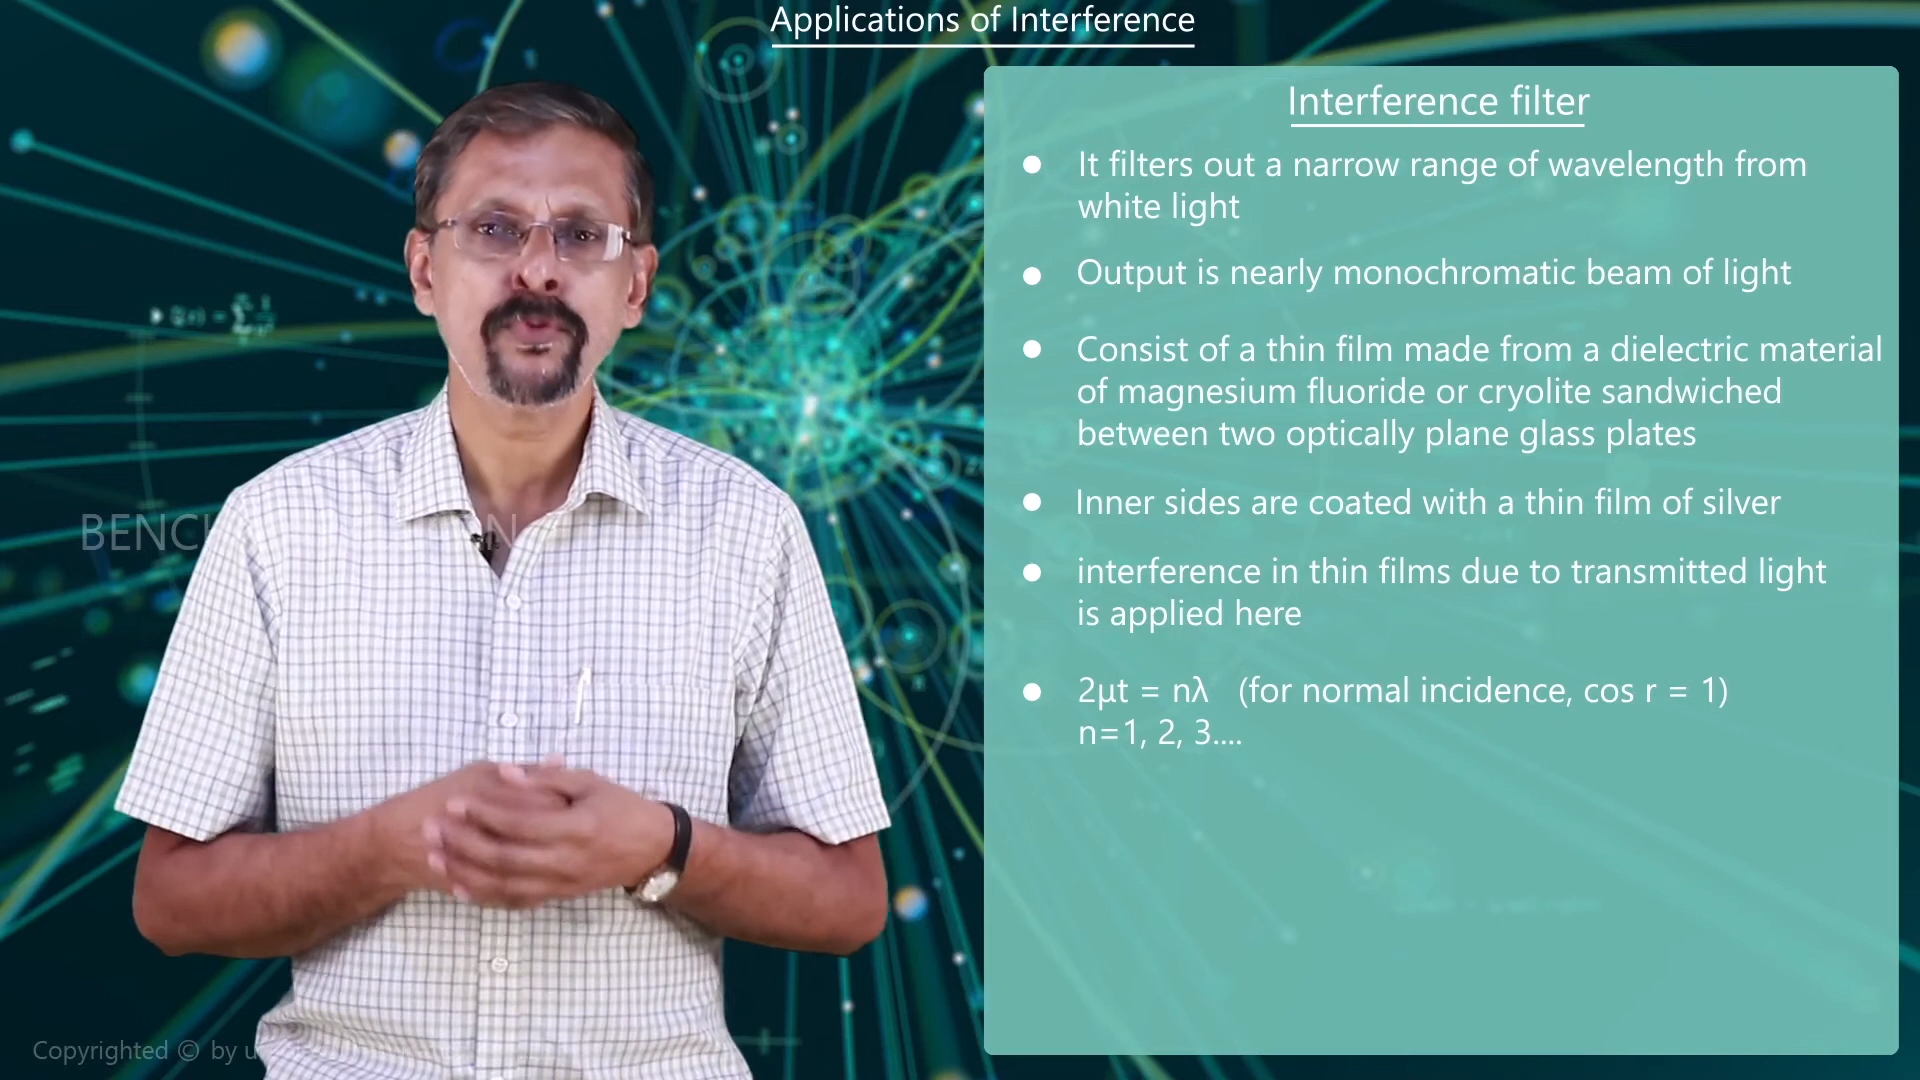 Applications of Interference
Interference filter
● It filters out a narrow range of wavelength from
white light
● Output is nearly monochromatic beam of light
● Consist of a thin film made from a dielectric material
of magnesium fluoride or cryolite sandwiched
between two optically plane glass plates
● Inner sides are coated with a thin film of silver
● interference in thin films due to transmitted light
is applied here
● 2µt = nλ (for normal incidence, cos r = 1)
n=1, 2, 3....
Copyrighted © by